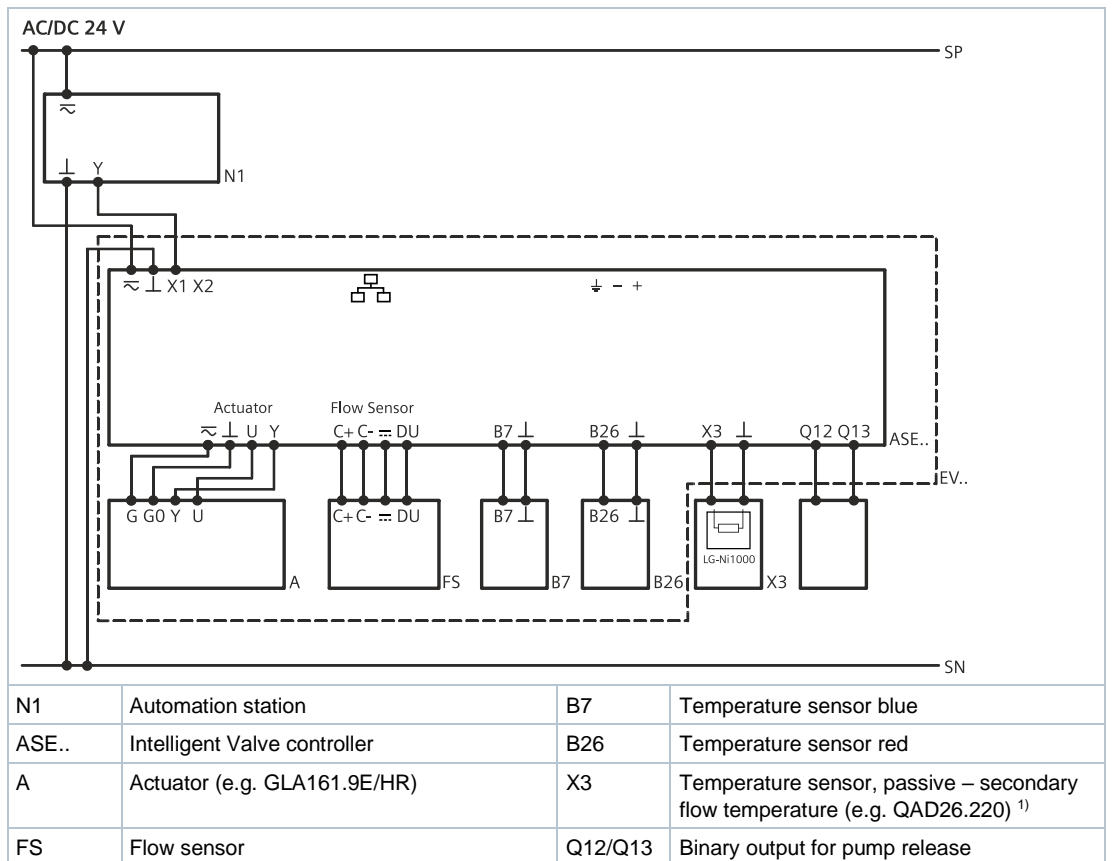 AC/DC 24 V
SP
⏦
⊥ Y
N1
⏦ ⊥ X1 X2
⏚ - +
Actuator
Flow Sensor
⏦ ⊥ U Y
C+ C- ⎓ DU
B7 ⊥
B26 ⊥
X3 ⊥
Q12 Q13
ASE..
EV..
G G0 Y U
C+ C- ⎓ DU
B7 ⊥
B26 ⊥
LG-Ni1000
A
FS
B7
B26
X3
SN
N1 Automation station B7 Temperature sensor blue
ASE.. Intelligent Valve controller B26 Temperature sensor red
A Actuator (e.g. GLA161.9E/HR) X3 Temperature sensor, passive – secondary
flow temperature (e.g. QAD26.220) 1)
FS Flow sensor Q12/Q13 Binary output for pump release